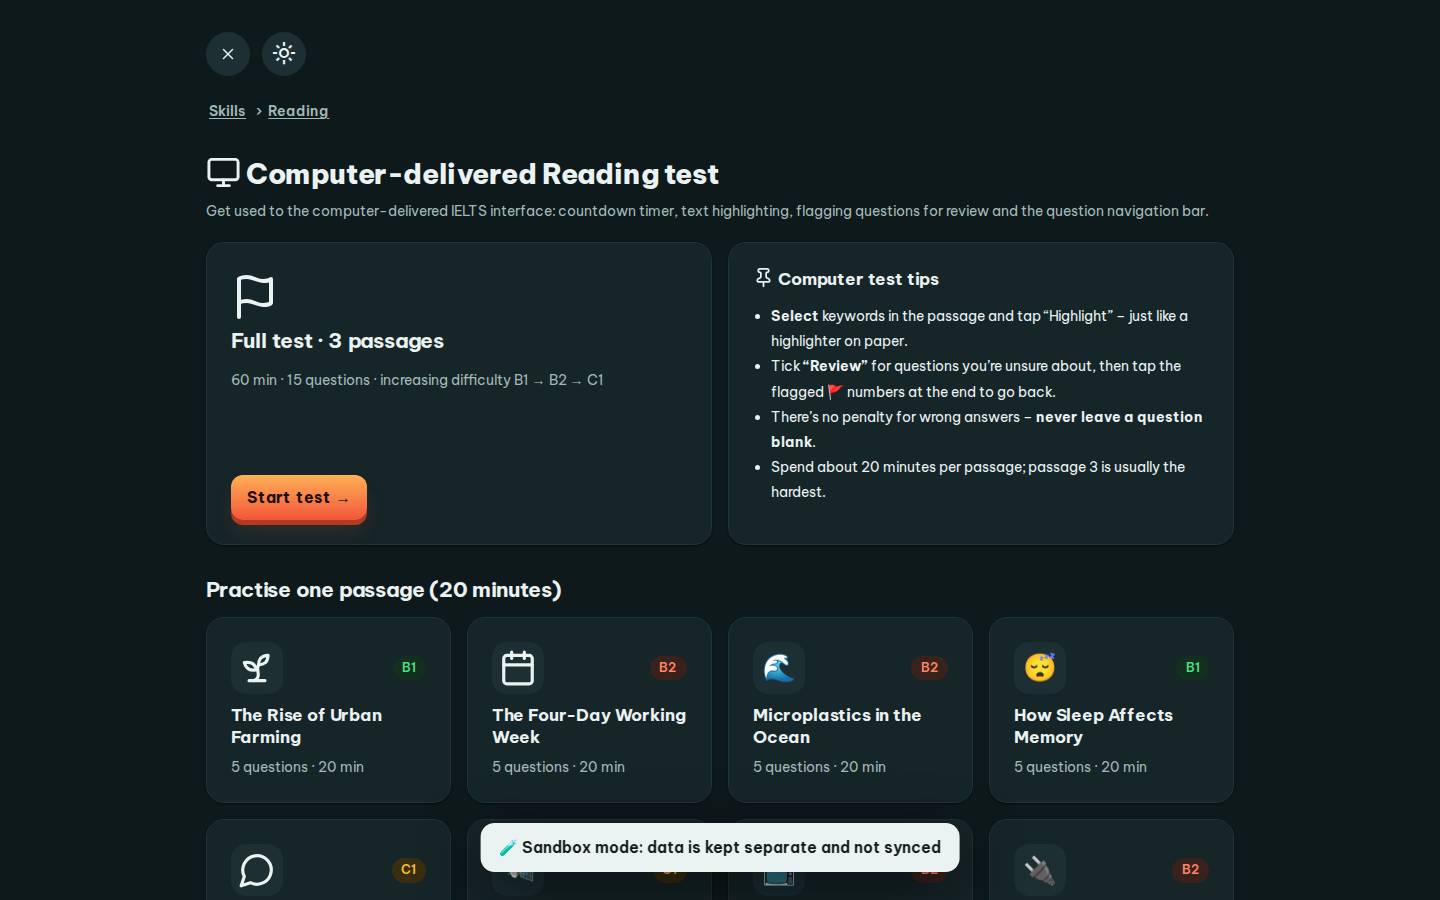 Skills › Reading
Computer-delivered Reading test
Get used to the computer-delivered IELTS interface: countdown timer, text highlighting, flagging questions for review and the question navigation bar.
Full test · 3 passages
60 min · 15 questions · increasing difficulty B1 → B2 → C1
Start test →
Computer test tips
• Select keywords in the passage and tap “Highlight” – just like a
highlighter on paper.
• Tick “Review” for questions you’re unsure about, then tap the
flagged 🚩 numbers at the end to go back.
• There’s no penalty for wrong answers – never leave a question
blank.
• Spend about 20 minutes per passage; passage 3 is usually the
hardest.
Practise one passage (20 minutes)
B1
The Rise of Urban
Farming
5 questions · 20 min
B2
The Four-Day Working
Week
5 questions · 20 min
B2
Microplastics in the
Ocean
5 questions · 20 min
B1
How Sleep Affects
Memory
5 questions · 20 min
C1
B2
🧪 Sandbox mode: data is kept separate and not synced